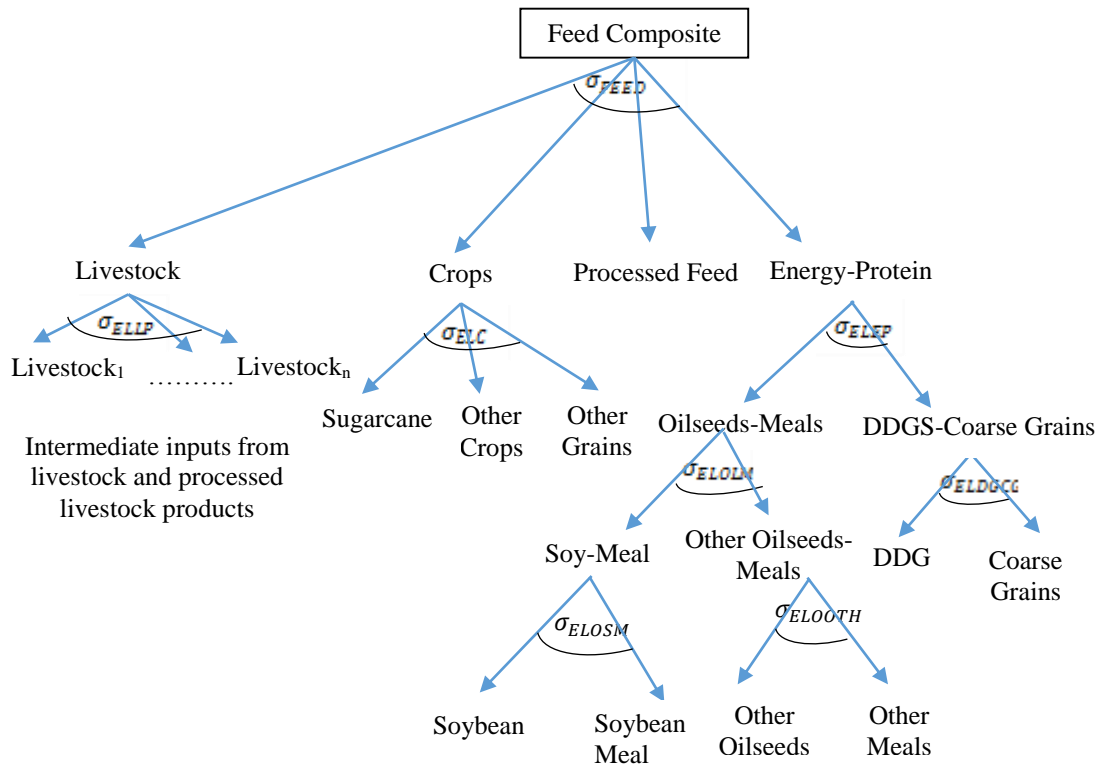 Feed Composite
σFEED
Livestock
Crops
Processed Feed
Energy-Protein
σELLP
σELC
σELEP
Livestock1
..........
Livestockn
Sugarcane
Other
Crops
Other
Grains
Oilseeds-Meals
DDGS-Coarse Grains
Intermediate inputs from
livestock and processed
livestock products
σELOLM
σELDGCG
Soy-Meal
Other Oilseeds-
Meals
DDG
Coarse
Grains
σELOSM
σELOOTH
Soybean
Soybean
Meal
Other
Oilseeds
Other
Meals